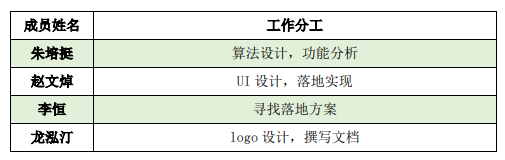 成员姓名 工作分工
朱培挺 算法设计，功能分析
赵文焯 UI 设计，落地实现
李恒 寻找落地方案
龙泓汀 logo 设计，撰写文档